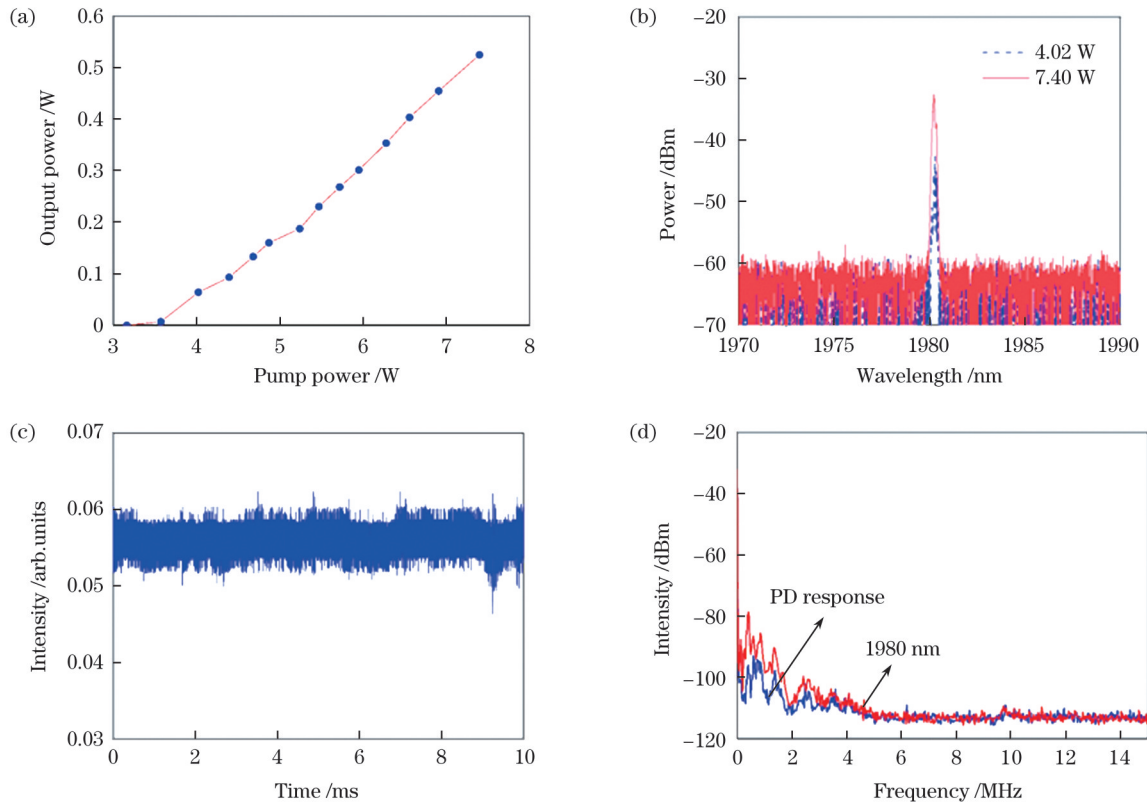 (a)
0.6
0.5
0.4
0.3
0.2
0.1
0
Output power /W
3 4 5 6 7 8
Pump power /W
(b)
−20
−30
−40
−50
−60
−70
Power /dBm
4.02 W
7.40 W
1970 1975 1980 1985 1990
Wavelength /nm
(c)
0.07
0.06
0.05
0.04
0.03
Intensity /arb.units
0 2 4 6 8 10
Time /ms
(d)
−20
−40
−60
−80
−100
−120
Intensity /dBm
PD response
1980 nm
0 2 4 6 8 10 12 14
Frequency /MHz